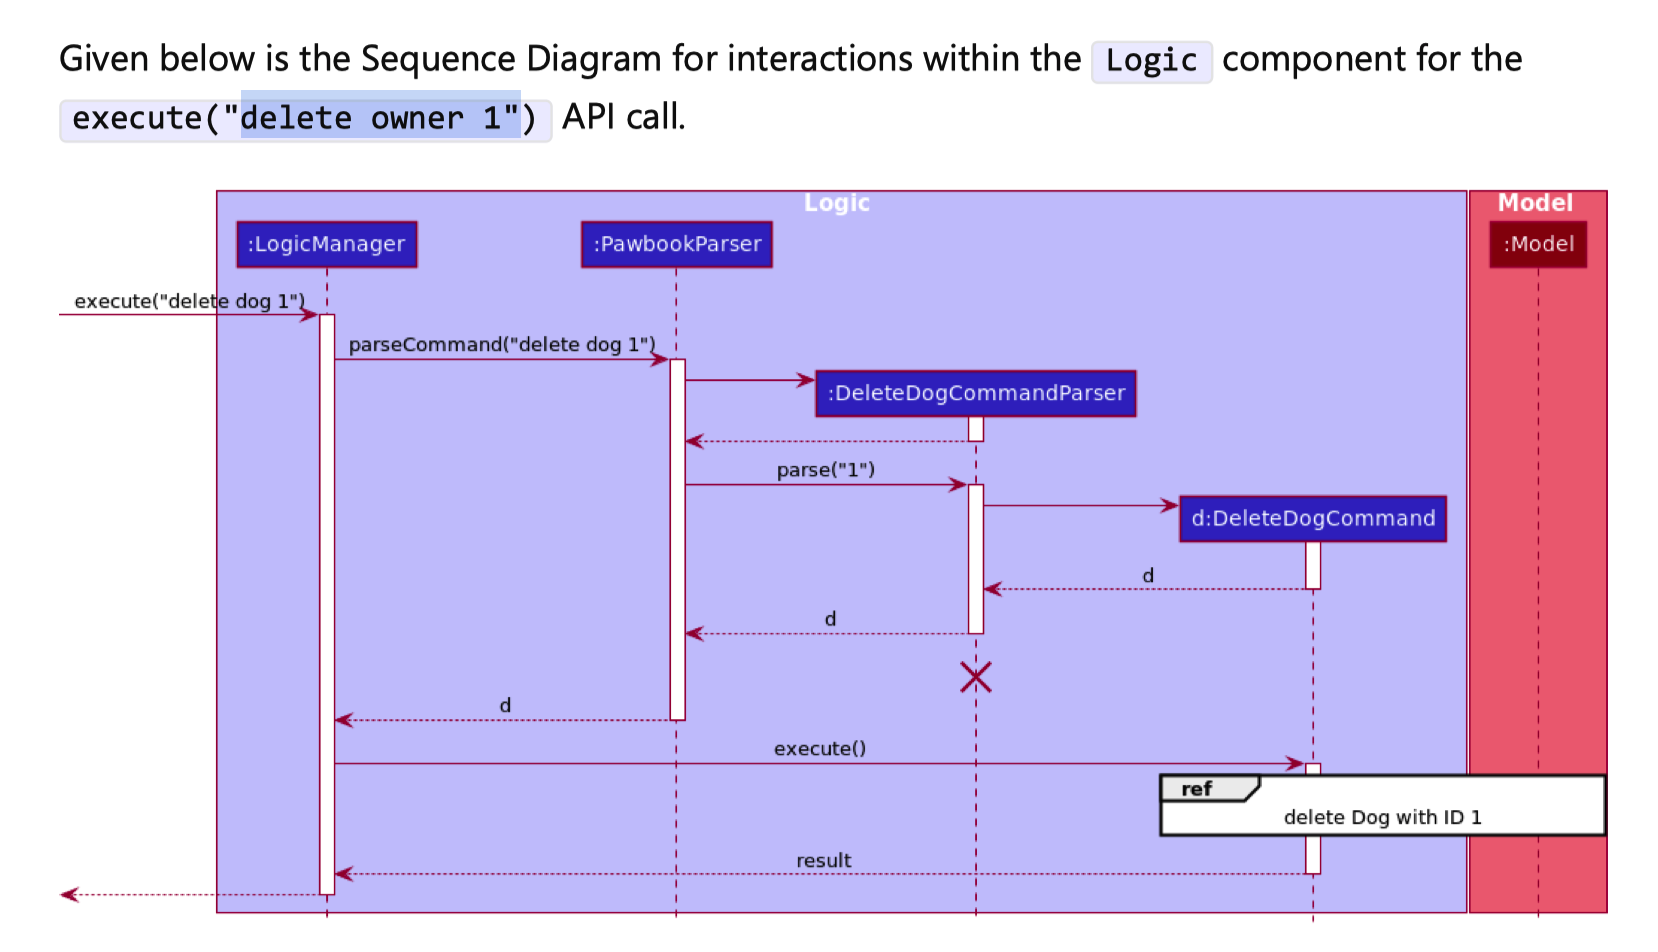 Given below is the Sequence Diagram for interactions within the Logic component for the
execute("delete owner 1") API call.
Logic
Model
:LogicManager
:PawbookParser
:Model
execute("delete dog 1")
parseCommand("delete dog 1")
:DeleteDogCommandParser
parse("1")
d:DeleteDogCommand
d
d
d
execute()
ref
delete Dog with ID 1
result